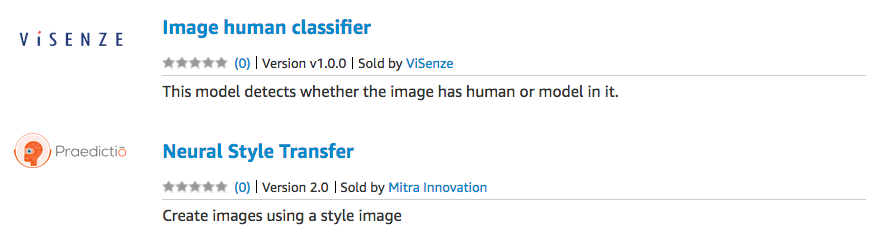 ViSENZE
Image human classifier
(0) | Version v1.0.0 | Sold by ViSenze
This model detects whether the image has human or model in it.
Praedictiō
Neural Style Transfer
(0) | Version 2.0 | Sold by Mitra Innovation
Create images using a style image